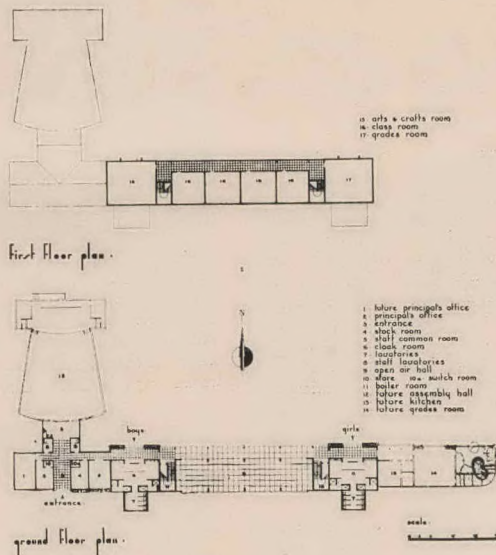 15 arts & crafts room
16 class room
17 grades room
first floor plan.
N
1 future principal's office
2 principal's office
3 entrance
4 stock room
5 staff common room
6 cloak room
7 lavatories
8 staff lavatories
9 open air hall
10 store 10a switch room
11 boiler room
12 future assembly hall
13 future kitchen
14 future grades room
boys
girls
entrance
ground floor plan.
scale: